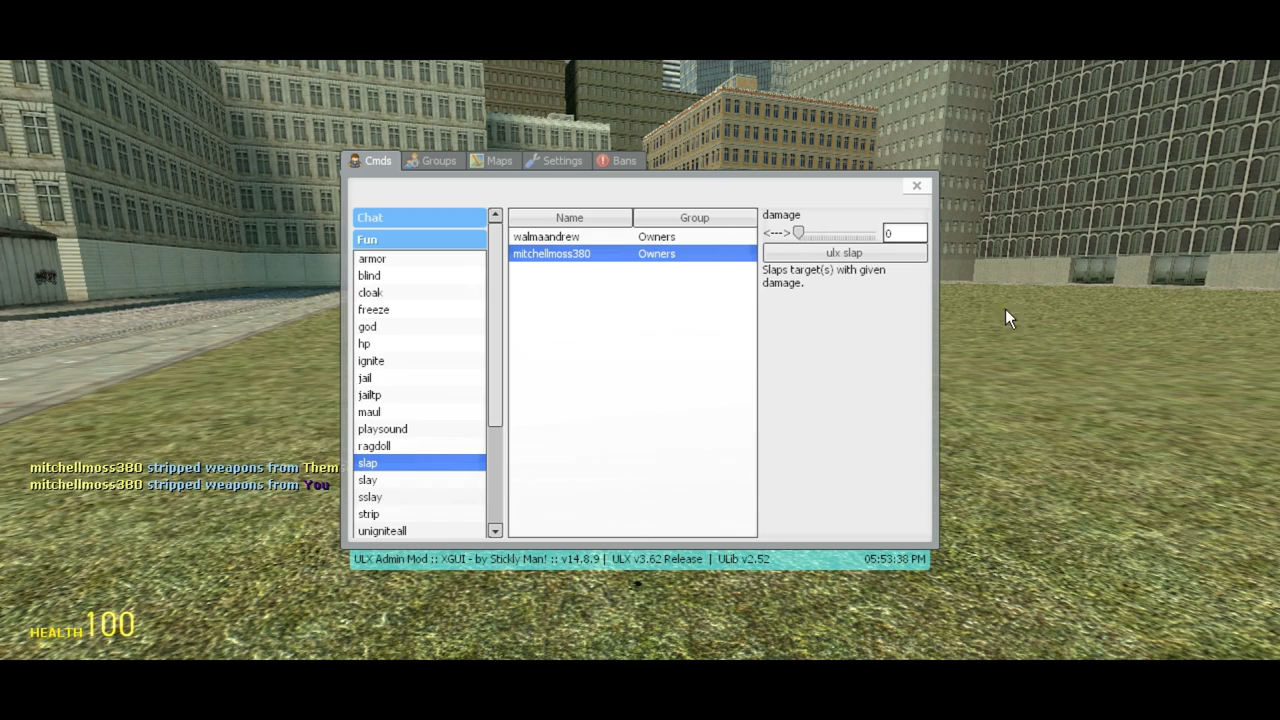 Cmds Groups Maps Settings Bans
Chat
Fun
armor
blind
cloak
freeze
god
hp
ignite
jail
jailtp
maul
playsound
ragdoll
slap
slay
sslay
strip
unigniteall
Name Group
walmaandrew Owners
mitchellmoss380 Owners
damage
<---> 0
ulx slap
Slaps target(s) with given
damage.
mitchellmoss380 stripped weapons from Them
mitchellmoss380 stripped weapons from You
ULX Admin Mod :: XGUI - by Stickly Man! :: v14.8.9 | ULX v3.62 Release | ULib v2.52 05:53:38 PM
HEALTH 100